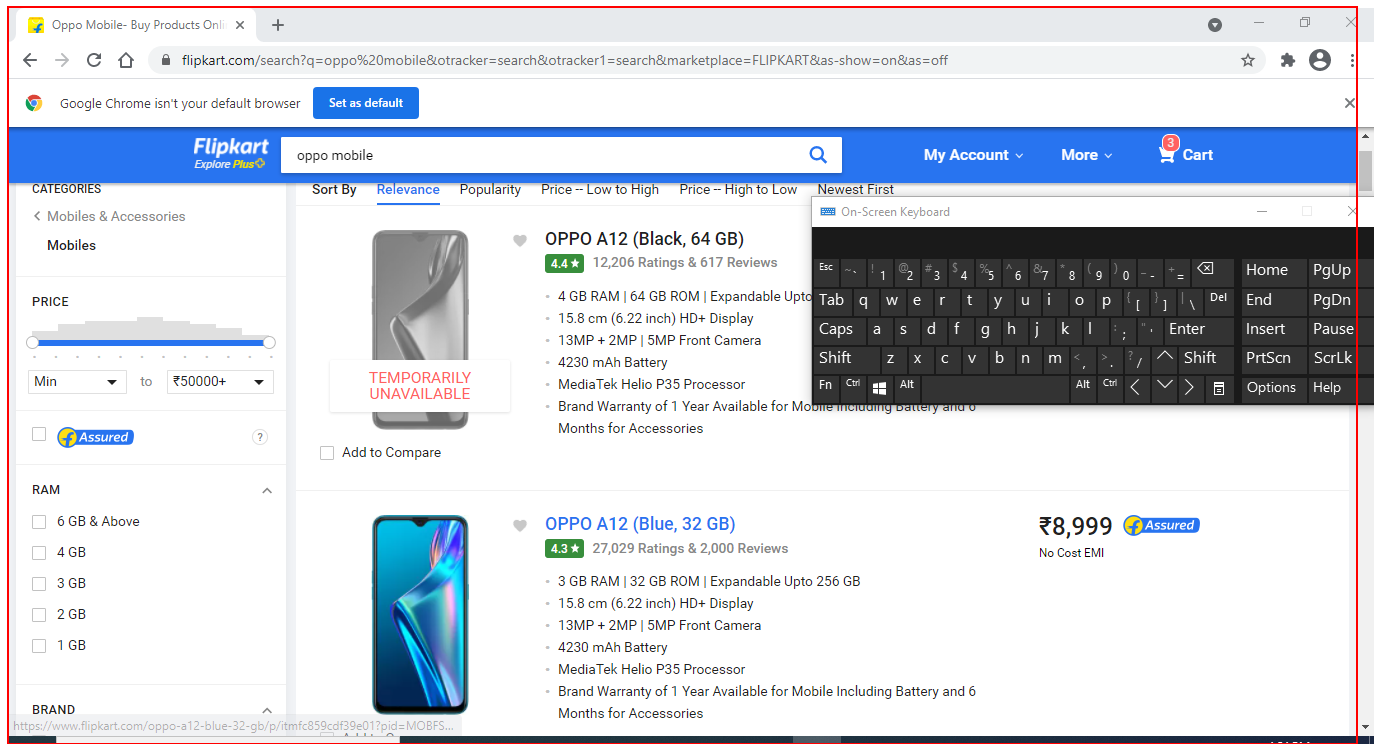 Oppo Mobile- Buy Products Onli
flipkart.com/search?q=oppo%20mobile&otracker=search&otracker1=search&marketplace=FLIPKART&as-show=on&as=off
Google Chrome isn't your default browser
Set as default
Flipkart
Explore Plus
oppo mobile
My Account
More
3
Cart
CATEGORIES
Mobiles & Accessories
Mobiles
PRICE
Min
to
₹50000+
Assured
?
RAM
6 GB & Above
4 GB
3 GB
2 GB
1 GB
BRAND
Sort By Relevance Popularity Price -- Low to High Price -- High to Low Newest First
TEMPORARILY
UNAVAILABLE
Add to Compare
OPPO A12 (Black, 64 GB)
4.4 ★ 12,206 Ratings & 617 Reviews
4 GB RAM | 64 GB ROM | Expandable Upto
15.8 cm (6.22 inch) HD+ Display
13MP + 2MP | 5MP Front Camera
4230 mAh Battery
MediaTek Helio P35 Processor
Brand Warranty of 1 Year Available for Mobile Including Battery and 6
Months for Accessories
OPPO A12 (Blue, 32 GB)
4.3 ★ 27,029 Ratings & 2,000 Reviews
3 GB RAM | 32 GB ROM | Expandable Upto 256 GB
15.8 cm (6.22 inch) HD+ Display
13MP + 2MP | 5MP Front Camera
4230 mAh Battery
MediaTek Helio P35 Processor
Brand Warranty of 1 Year Available for Mobile Including Battery and 6
Months for Accessories
₹8,999
Assured
No Cost EMI
On-Screen Keyboard
Esc ~ ` ! 1 @ 2 # 3 $ 4 % 5 ^ 6 & 7 * 8 ( 9 ) 0 _ - + = Home PgUp
Tab q w e r t y u i o p { [ } ] | \ Del End PgDn
Caps a s d f g h j k l : ; " ' Enter Insert Pause
Shift z x c v b n m < , > . ? / Shift PrtScn ScrLk
Fn Ctrl Alt Alt Ctrl Options Help
https://www.flipkart.com/oppo-a12-blue-32-gb/p/itmfc859cdf39e01?pid=MOBFS...